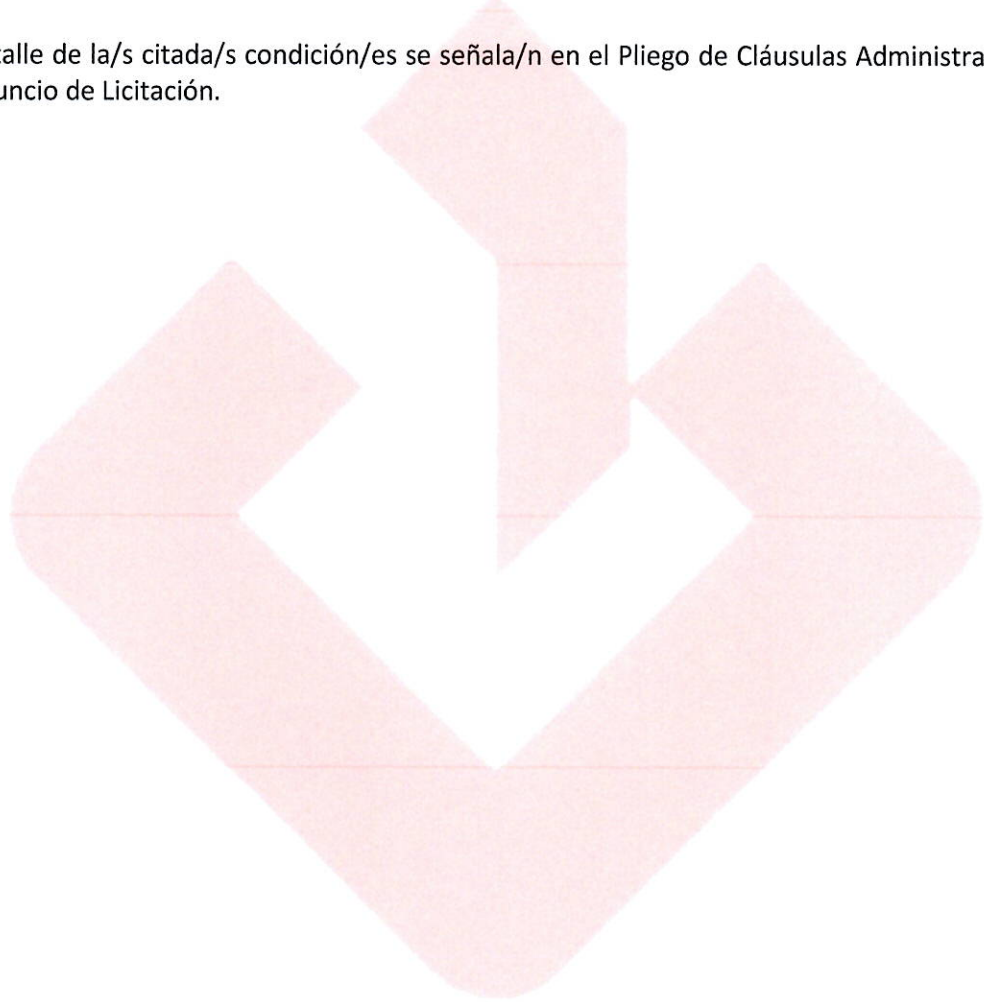 talle de la/s citada/s condición/es se señala/n en el Pliego de Cláusulas Administra
uncio de Licitación.